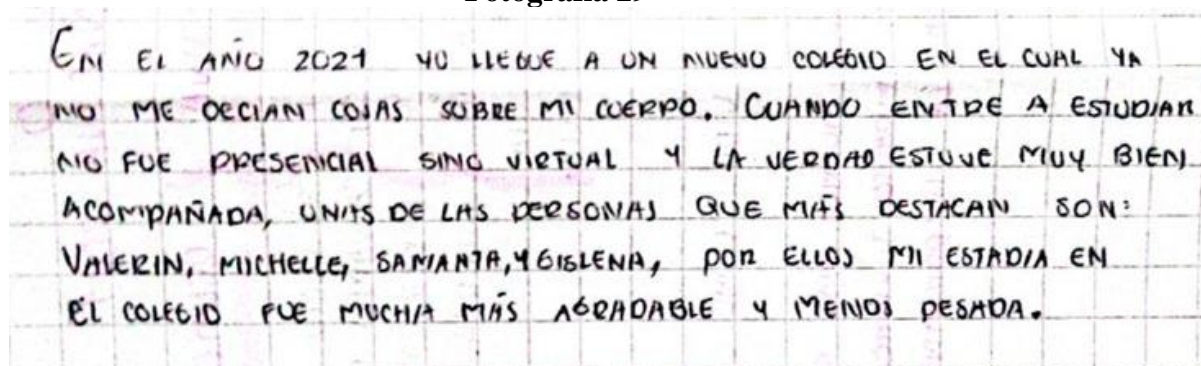 EN EL AÑO 2021 YO LLEGUE A UN NUEVO COLEGIO EN EL CUAL YA
NO ME DECIAN COSAS SOBRE MI CUERPO. CUANDO ENTRE A ESTUDIAR
NO FUE PRESENCIAL SINO VIRTUAL Y LA VERDAD ESTUVE MUY BIEN
ACOMPAÑADA, UNAS DE LAS PERSONAS QUE MÁS DESTACAN SON:
VALERIN, MICHELLE, SAMANTA, Y GISLENA, POR ELLOS MI ESTADIA EN
EL COLEGIO FUE MUCHA MÁS AGRADABLE Y MENOS PESADA.